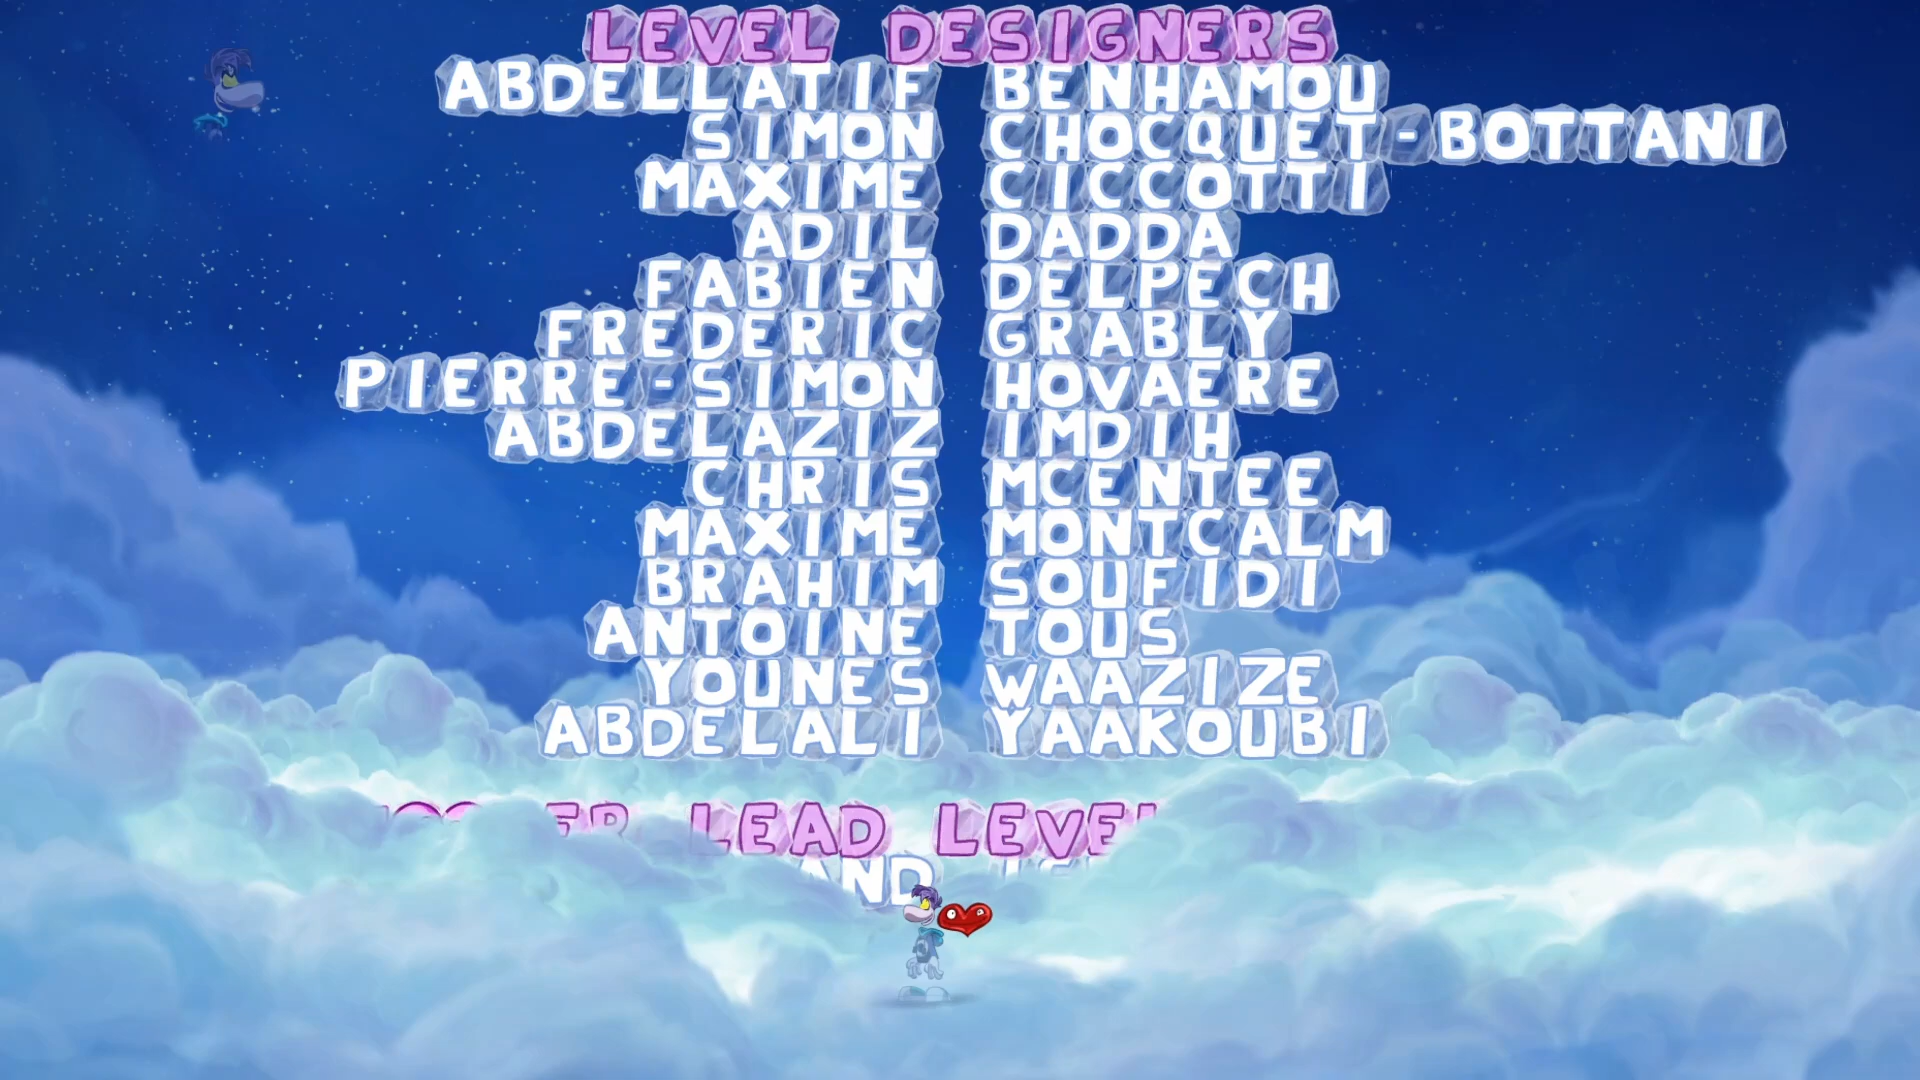 LEVEL DESIGNERS
ABDELLATIF BENHAMOU
SIMON CHOCQUET-BOTTANI
MAXIME CICCOTTI
ADIL DADDA
FABIEN DELPECH
FREDERIC GRABLY
PIERRE-SIMON HOVAERE
ABDELAZIZ IMDIH
CHRIS MCENTEE
MAXIME MONTCALM
BRAHIM SOUFIDI
ANTOINE TOUS
YOUNES WAAZIZE
ABDELALI YAAKOUBI
LEAD LEVEL